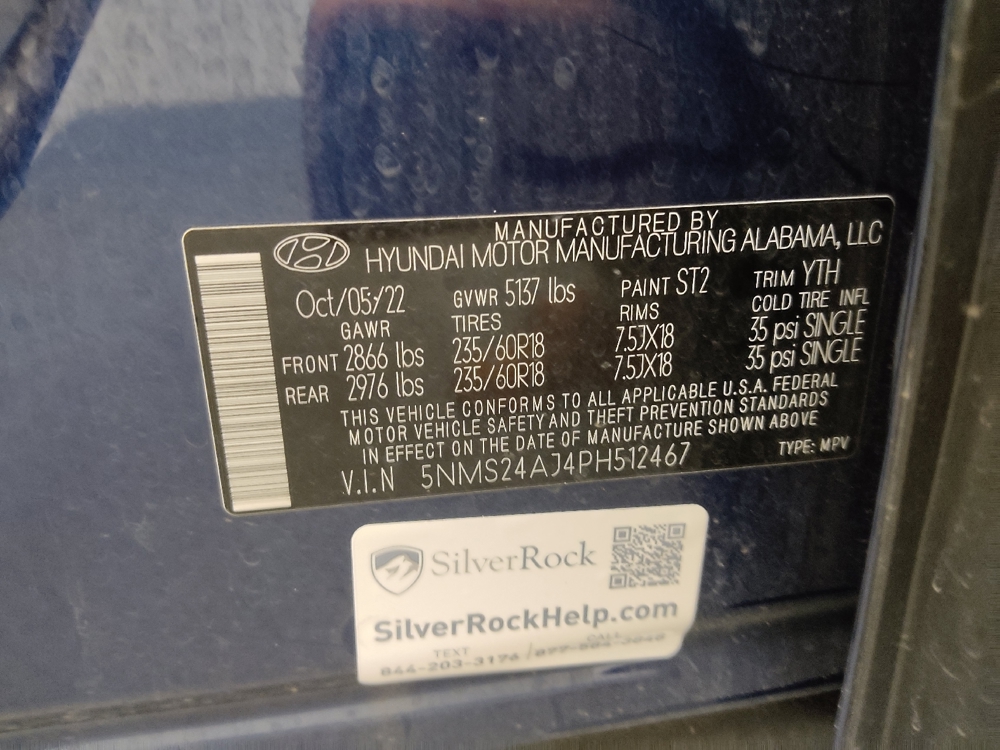 MANUFACTURED BY
HYUNDAI MOTOR MANUFACTURING ALABAMA, LLC
Oct/05/22 GVWR 5137 lbs PAINT ST2 TRIM YTH
GAWR TIRES RIMS COLD TIRE INFL
FRONT 2866 lbs 235/60R18 7.5JX18 35 psi SINGLE
REAR 2976 lbs 235/60R18 7.5JX18 35 psi SINGLE
THIS VEHICLE CONFORMS TO ALL APPLICABLE U.S.A. FEDERAL
MOTOR VEHICLE SAFETY AND THEFT PREVENTION STANDARDS
IN EFFECT ON THE DATE OF MANUFACTURE SHOWN ABOVE
V.I.N 5NMS24AJ4PH512467 TYPE: MPV
SilverRock
SilverRockHelp.com
TEXT CALL
844-203-3176 /